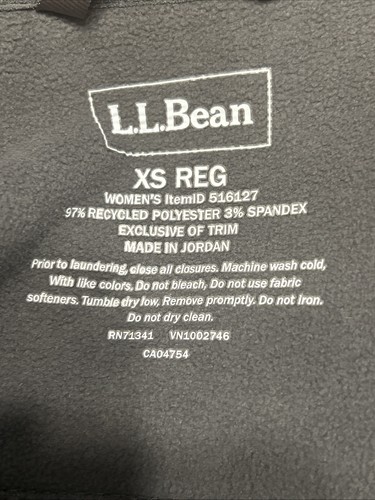 L.L.Bean
XS REG
WOMEN'S ItemID 516127
97% RECYCLED POLYESTER 3% SPANDEX
EXCLUSIVE OF TRIM
MADE IN JORDAN
Prior to laundering, close all closures. Machine wash cold,
With like colors, Do not bleach, Do not use fabric
softeners. Tumble dry low, Remove promptly. Do not Iron.
Do not dry clean.
RN71341 VN1002746
CA04754